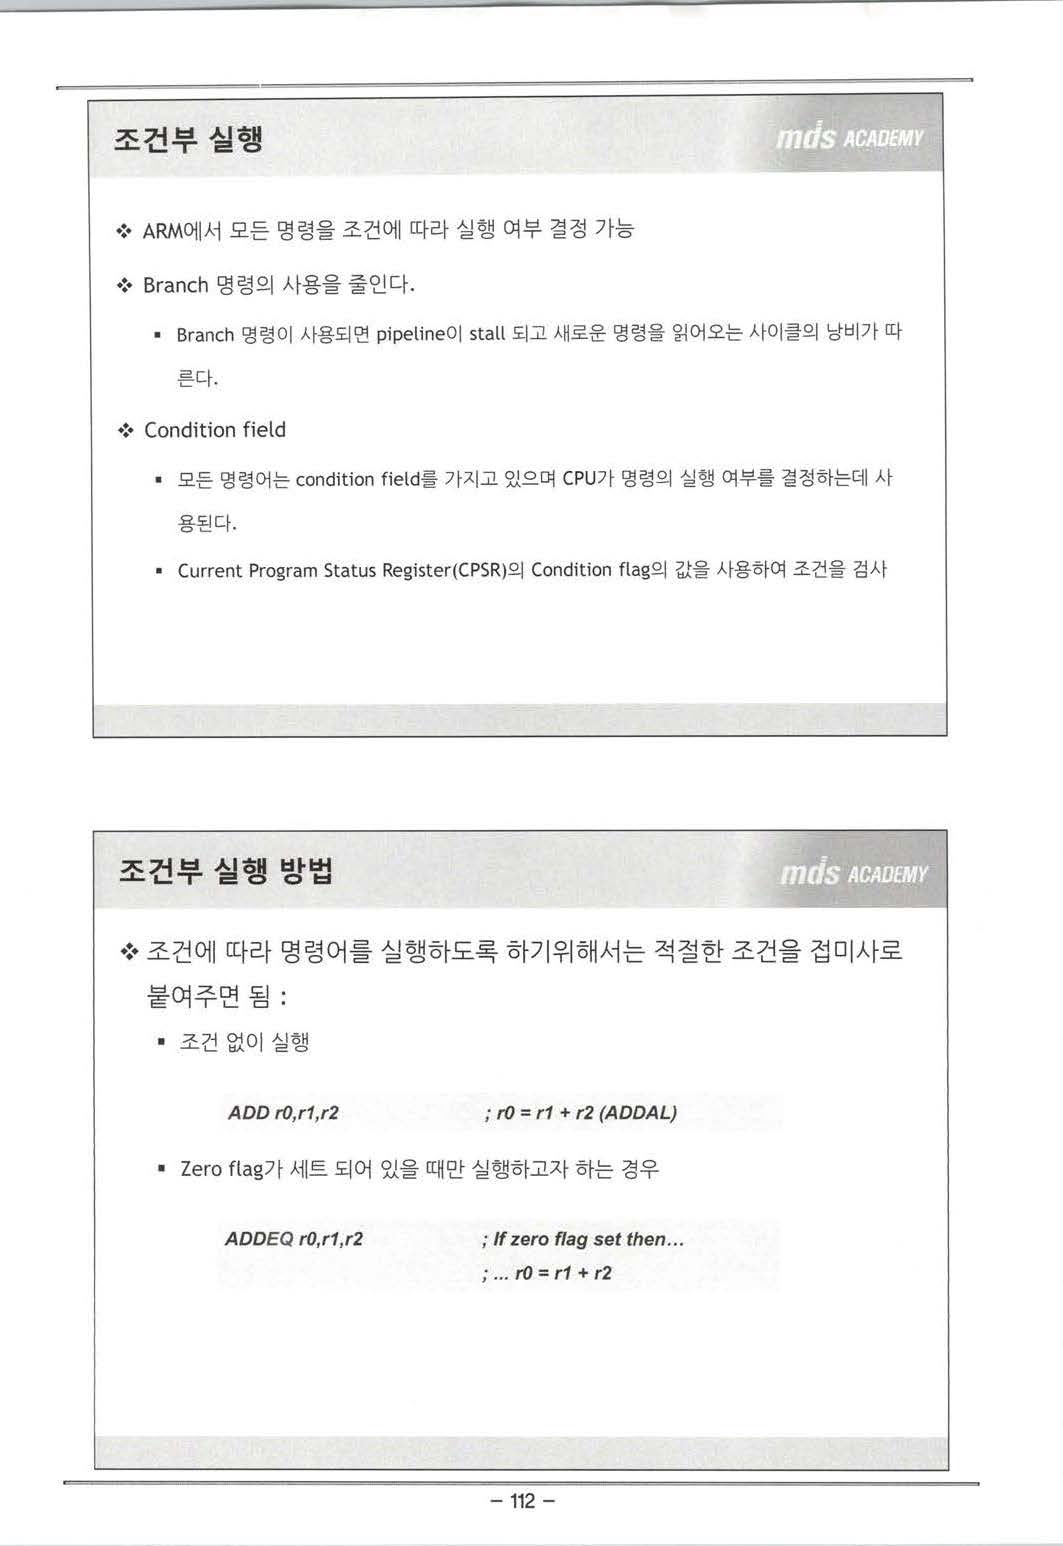 조건부 실행
mds ACADEMY
❖ ARM에서 모든 명령을 조건에 따라 실행 여부 결정 가능
❖ Branch 명령의 사용을 줄인다.
▪ Branch 명령이 사용되면 pipeline이 stall 되고 새로운 명령을 읽어오는 사이클의 낭비가 따
른다.
❖ Condition field
▪ 모든 명령어는 condition field를 가지고 있으며 CPU가 명령의 실행 여부를 결정하는데 사
용된다.
▪ Current Program Status Register(CPSR)의 Condition flag의 값을 사용하여 조건을 검사
조건부 실행 방법
mds ACADEMY
❖ 조건에 따라 명령어를 실행하도록 하기위해서는 적절한 조건을 접미사로
붙여주면 됨 :
▪ 조건 없이 실행
ADD r0,r1,r2 ; r0 = r1 + r2 (ADDAL)
▪ Zero flag가 세트 되어 있을 때만 실행하고자 하는 경우
ADDEQ r0,r1,r2 ; If zero flag set then...
; ... r0 = r1 + r2
– 112 –